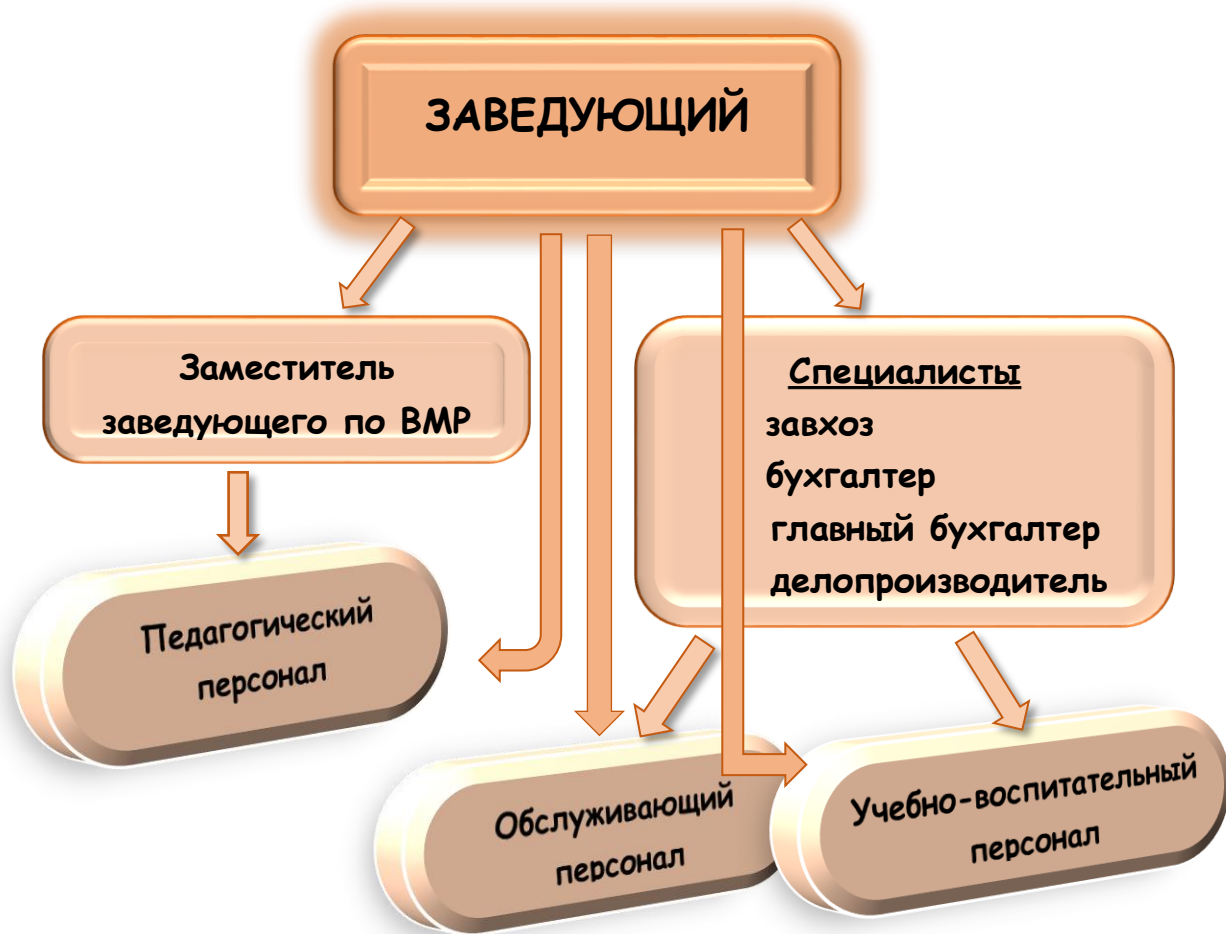 ЗАВЕДУЮЩИЙ
Заместитель
заведующего по ВМР
Специалисты
завхоз
бухгалтер
главный бухгалтер
делопроизводитель
Педагогический
персонал
Обслуживающий
персонал
Учебно-воспитательный
персонал